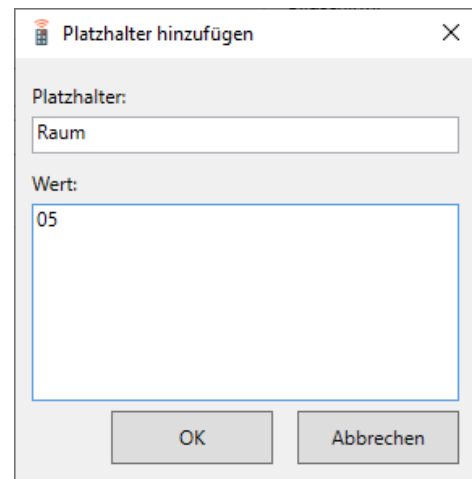 Platzhalter hinzufügen
Platzhalter:
Raum
Wert:
05
OK
Abbrechen